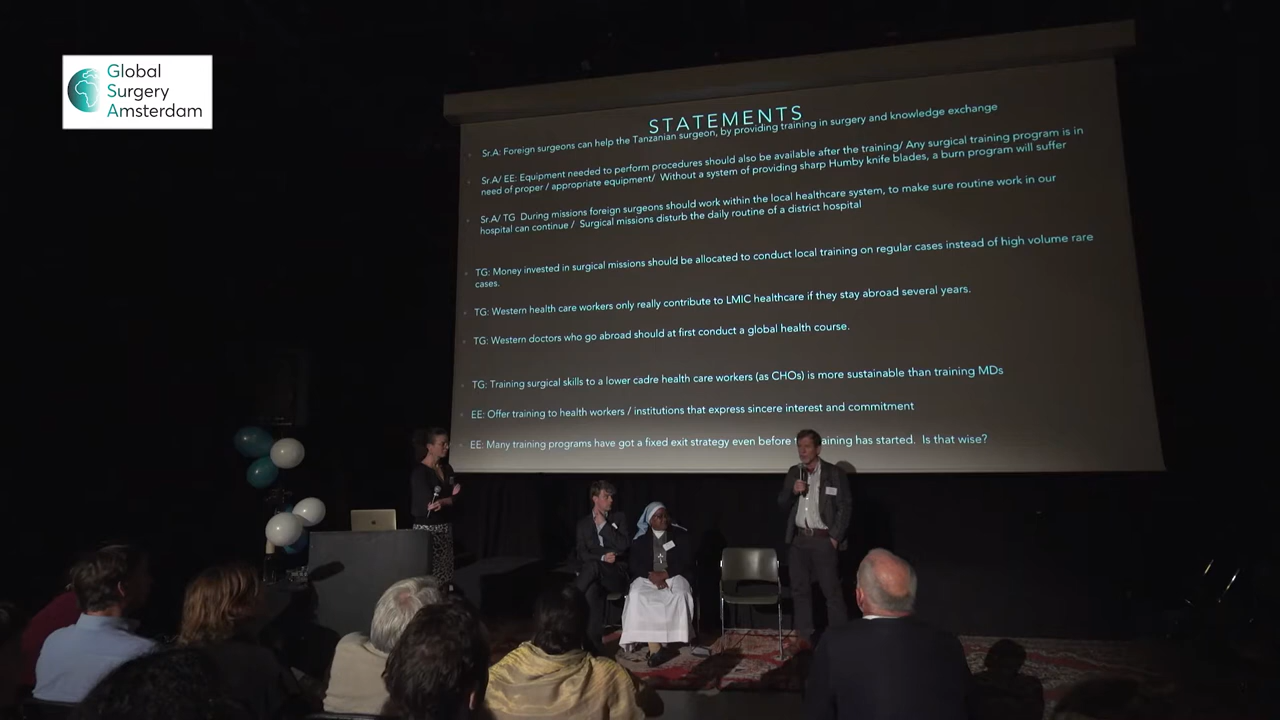 Global
Surgery
Amsterdam
STATEMENTS
Sr.A: Foreign surgeons can help the Tanzanian surgeon, by providing training in surgery and knowledge exchange
Sr.A/ EE: Equipment needed to perform procedures should also be available after the training/ Any surgical training program is in
need of proper / appropriate equipment/ Without a system of providing sharp Humby knife blades, a burn program will suffer
Sr.A/ TG During missions foreign surgeons should work within the local healthcare system, to make sure routine work in our
hospital can continue / Surgical missions disturb the daily routine of a district hospital
TG: Money invested in surgical missions should be allocated to conduct local training on regular cases instead of high volume rare
cases.
TG: Western health care workers only really contribute to LMIC healthcare if they stay abroad several years.
TG: Western doctors who go abroad should at first conduct a global health course.
TG: Training surgical skills to a lower cadre health care workers (as CHOs) is more sustainable than training MDs
EE: Offer training to health workers / institutions that express sincere interest and commitment
EE: Many training programs have got a fixed exit strategy even before training has started. Is that wise?